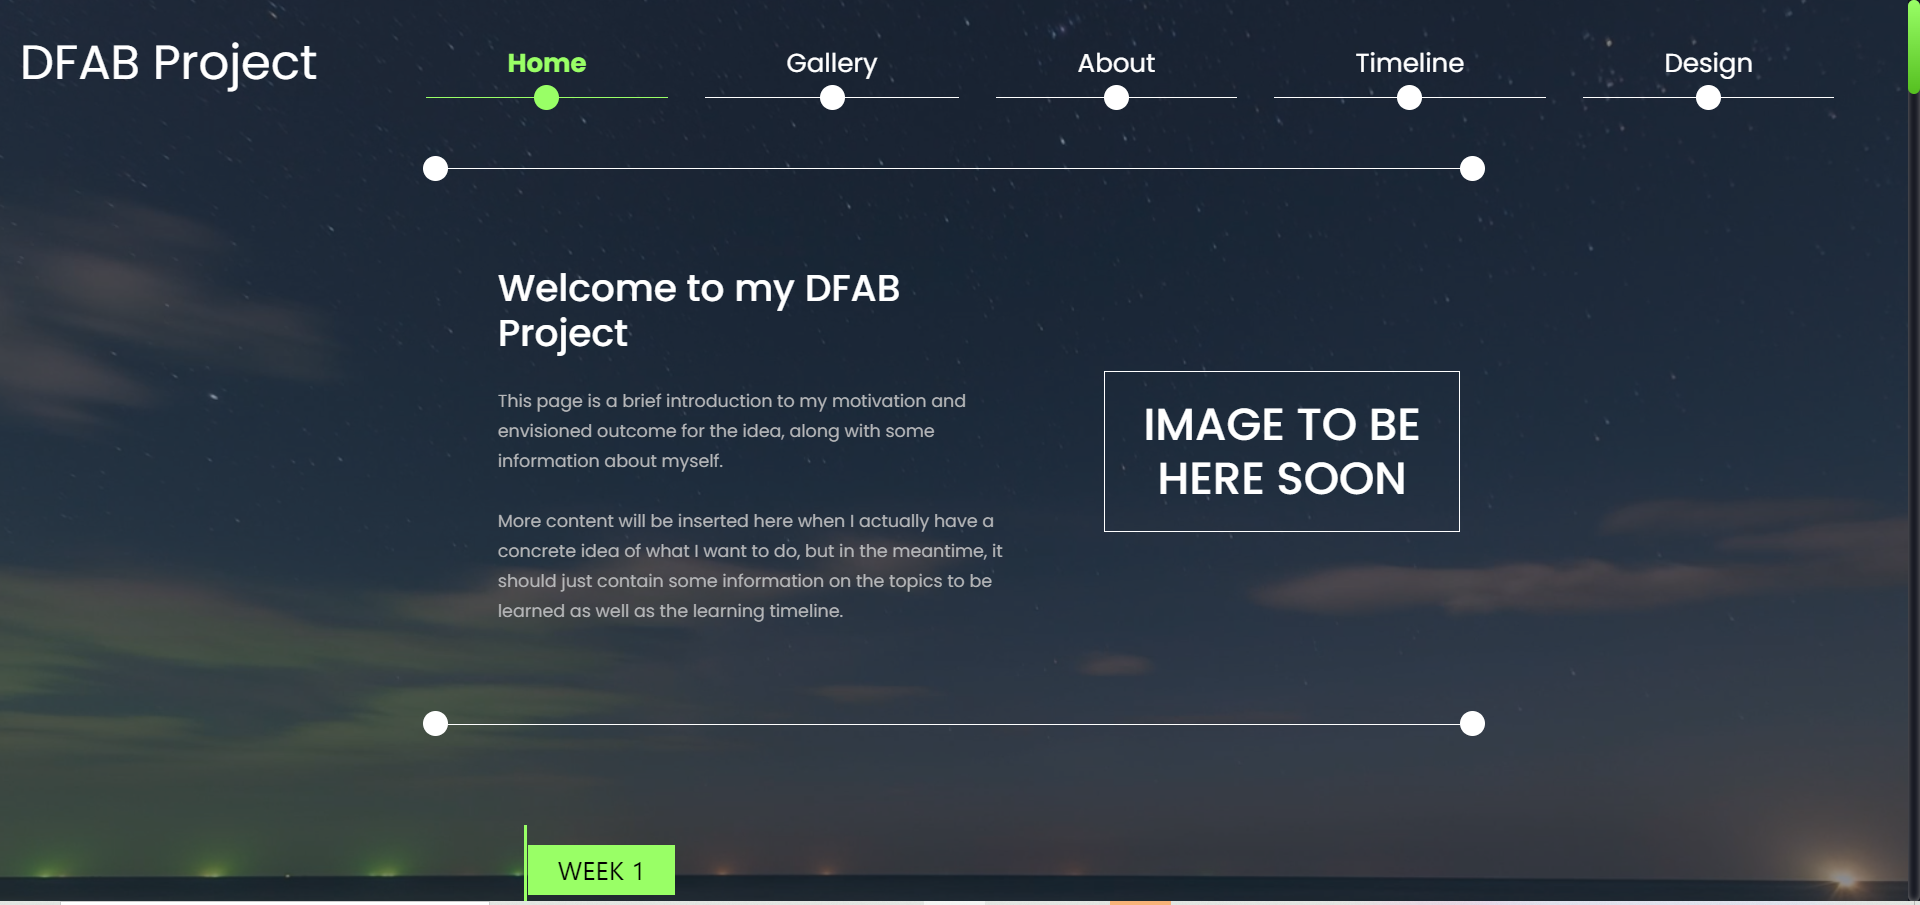 DFAB Project
Home
Gallery
About
Timeline
Design
Welcome to my DFAB
Project
This page is a brief introduction to my motivation and
envisioned outcome for the idea, along with some
information about myself.
More content will be inserted here when I actually have a
concrete idea of what I want to do, but in the meantime, it
should just contain some information on the topics to be
learned as well as the learning timeline.
IMAGE TO BE
HERE SOON
WEEK 1